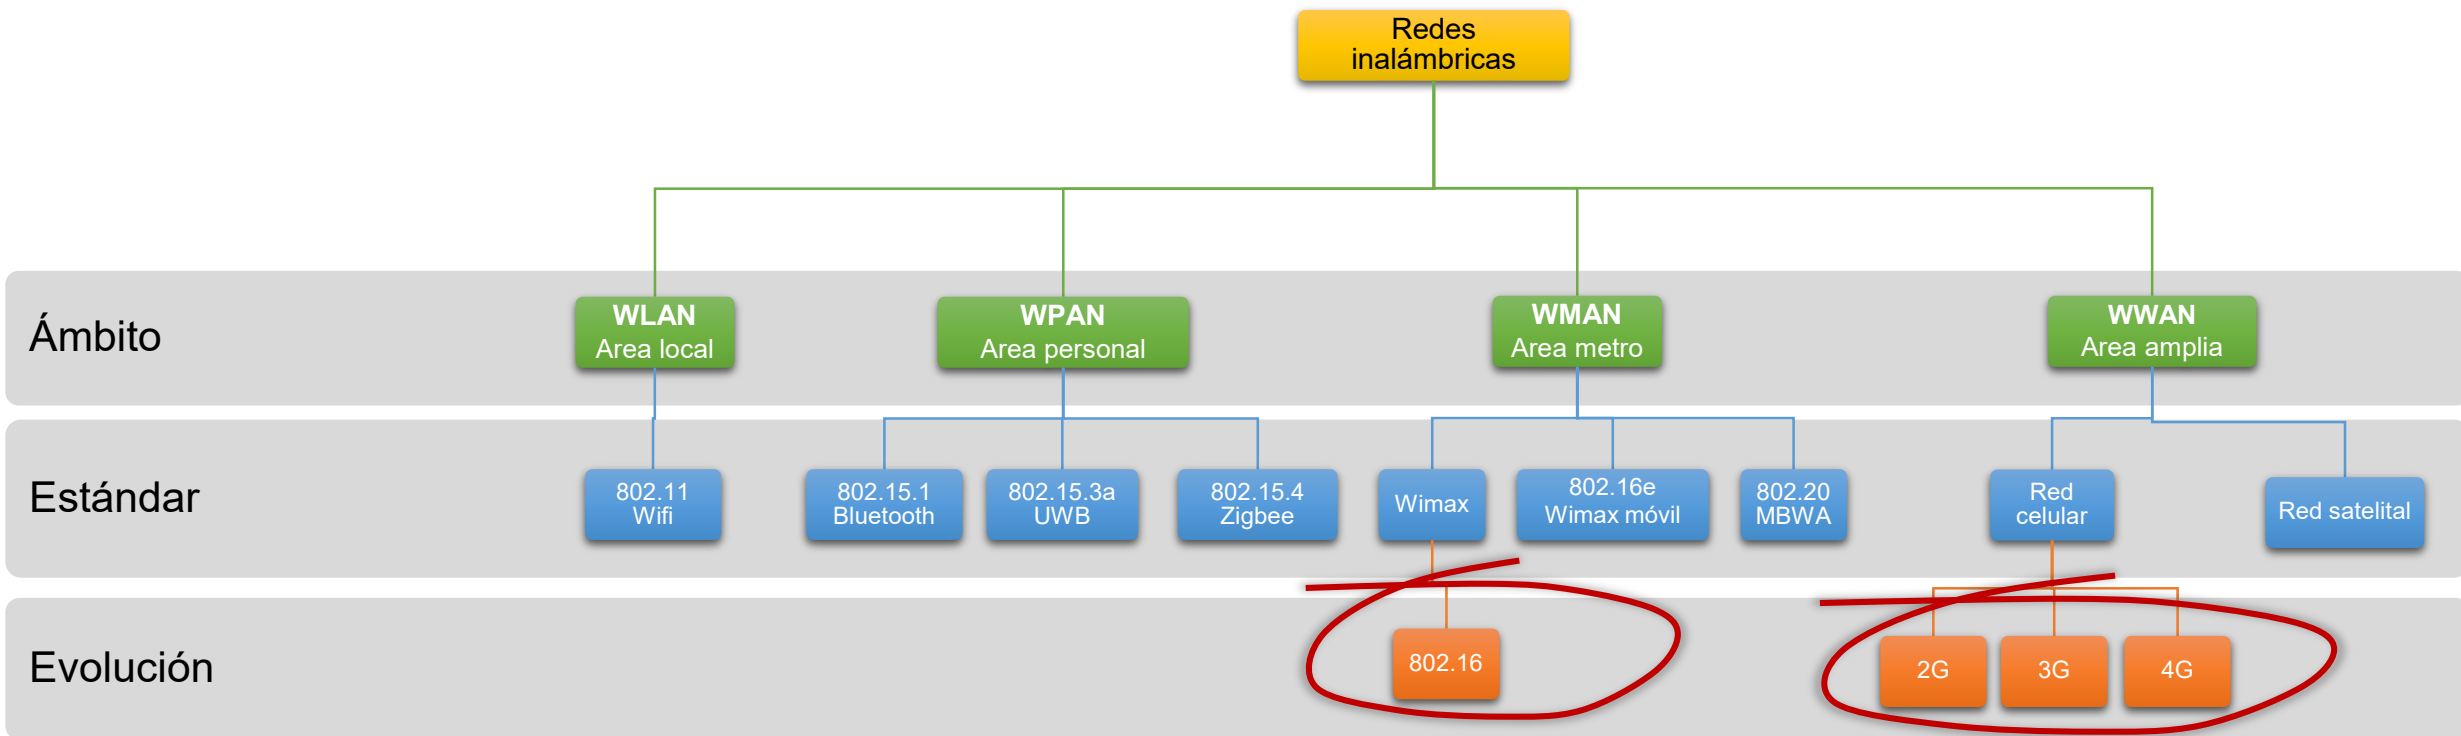 Redes
inalámbricas
Ámbito
WLAN
Area local
WPAN
Area personal
WMAN
Area metro
WWAN
Area amplia
Estándar
802.11
Wifi
802.15.1
Bluetooth
802.15.3a
UWB
802.15.4
Zigbee
Wimax
802.16e
Wimax móvil
802.20
MBWA
Red
celular
Red satelital
Evolución
802.16
2G
3G
4G